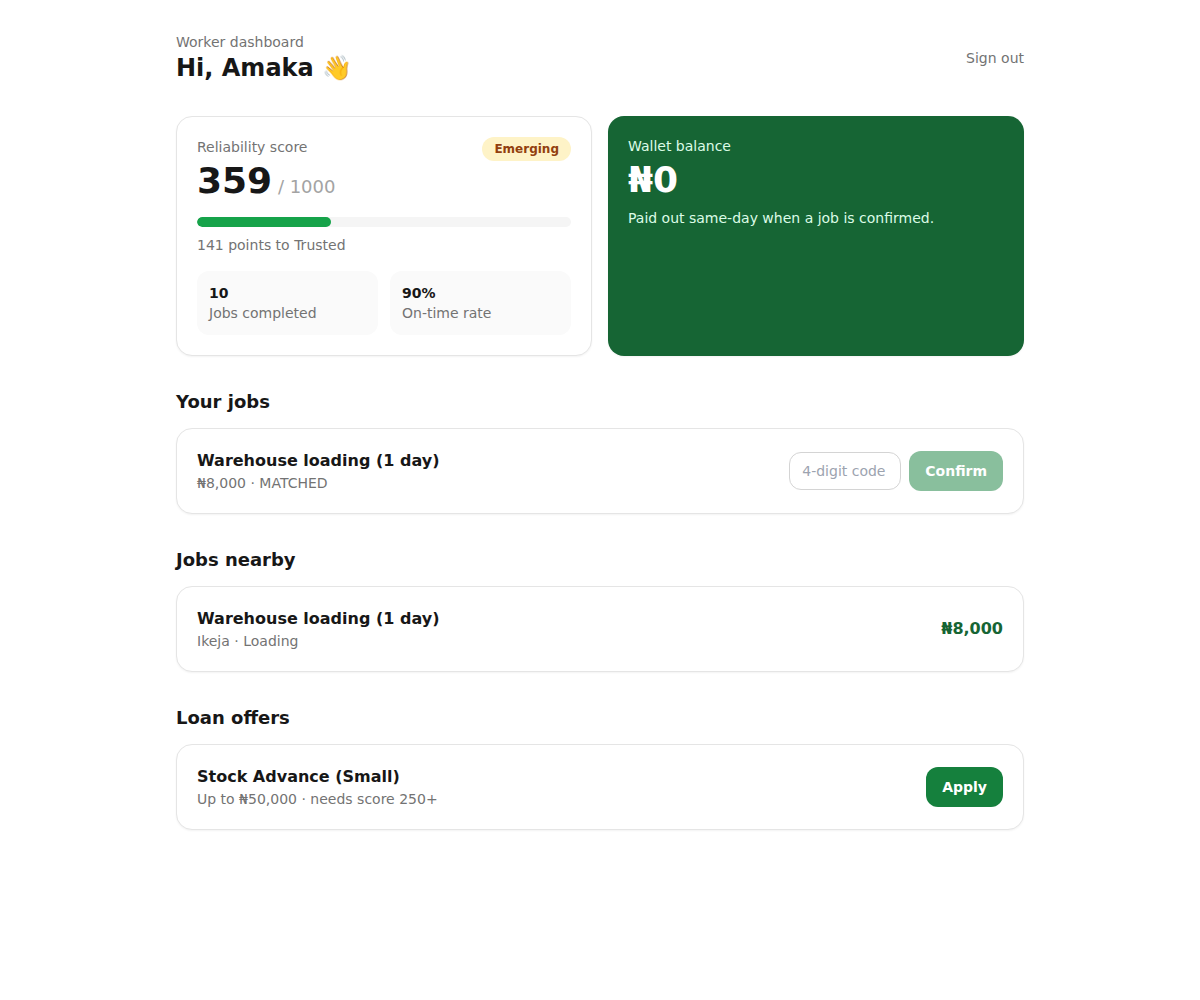 Worker dashboard
Hi, Amaka 👋
Sign out
Reliability score
Emerging
359 / 1000
141 points to Trusted
10
Jobs completed
90%
On-time rate
Wallet balance
₦0
Paid out same-day when a job is confirmed.
Your jobs
Warehouse loading (1 day)
₦8,000 · MATCHED
4-digit code
Confirm
Jobs nearby
Warehouse loading (1 day)
Ikeja · Loading
₦8,000
Loan offers
Stock Advance (Small)
Up to ₦50,000 · needs score 250+
Apply